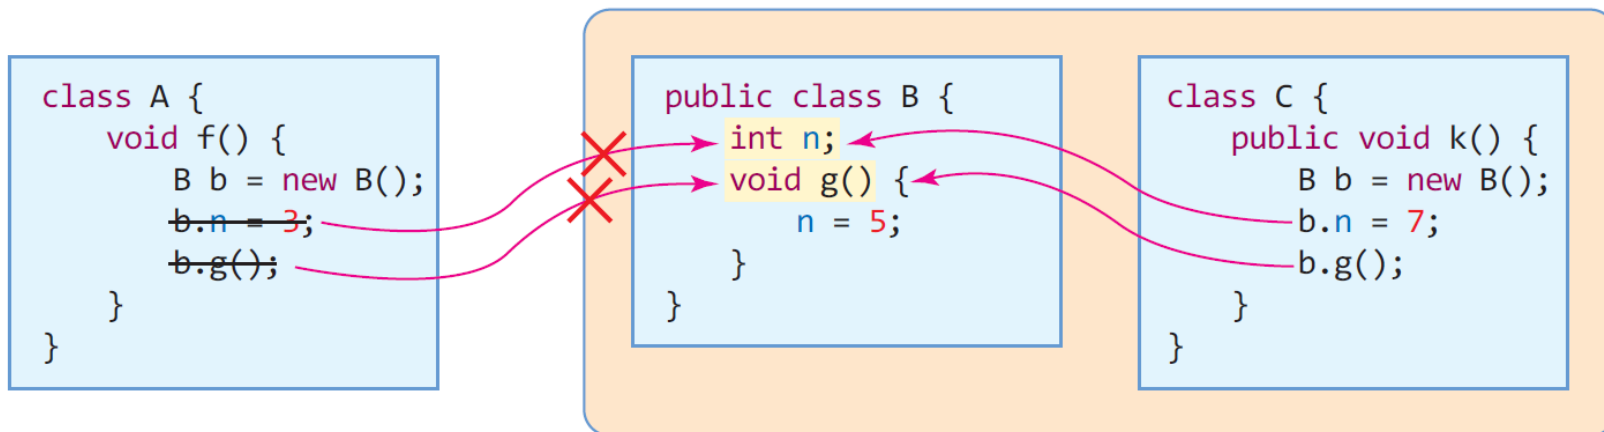 class A {
void f() {
B b = new B();
b.n = 3;
b.g();
}
}
public class B {
int n;
void g() {
n = 5;
}
}
class C {
public void k() {
B b = new B();
b.n = 7;
b.g();
}
}